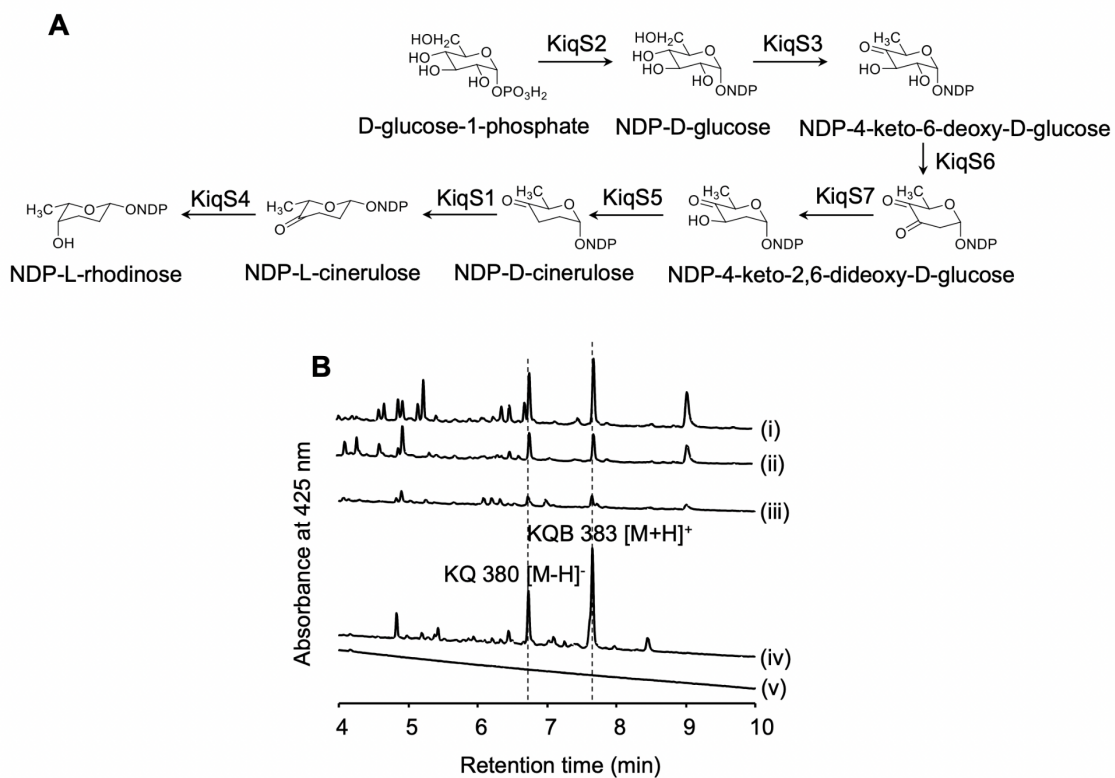 A
HOH₂C
O
HO
HO
OH
OPO₃H₂
D-glucose-1-phosphate
KiqS2
HOH₂C
O
HO
HO
OH
ONDP
NDP-D-glucose
KiqS3
H₃C
O
O
HO
OH
ONDP
NDP-4-keto-6-deoxy-D-glucose
KiqS6
H₃C
O
O
O
ONDP
KiqS7
H₃C
O
O
HO
ONDP
NDP-4-keto-2,6-dideoxy-D-glucose
KiqS5
H₃C
O
O
ONDP
NDP-D-cinerulose
KiqS1
H₃C
O
ONDP
O
NDP-L-cinerulose
KiqS4
H₃C
O
ONDP
OH
NDP-L-rhodinose
B
Absorbance at 425 nm
(i)
(ii)
(iii)
KQB 383 [M+H]⁺
KQ 380 [M-H]⁻
(iv)
(v)
4 5 6 7 8 9 10
Retention time (min)